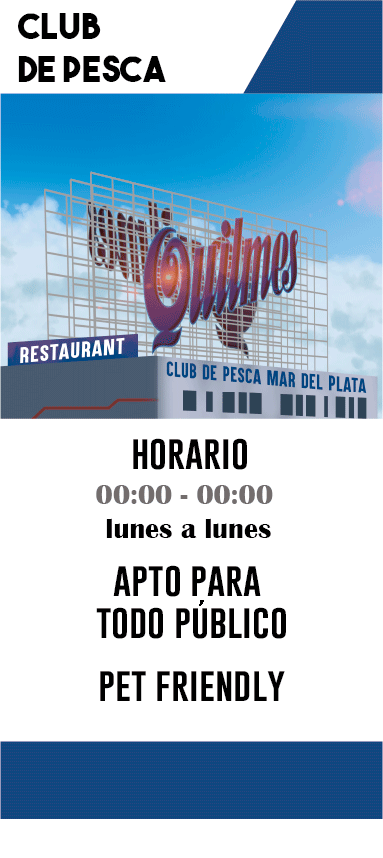 CLUB
DE PESCA
Quilmes
RESTAURANT
CLUB DE PESCA MAR DEL PLATA
HORARIO
00:00 - 00:00
lunes a lunes
APTO PARA
TODO PÚBLICO
PET FRIENDLY